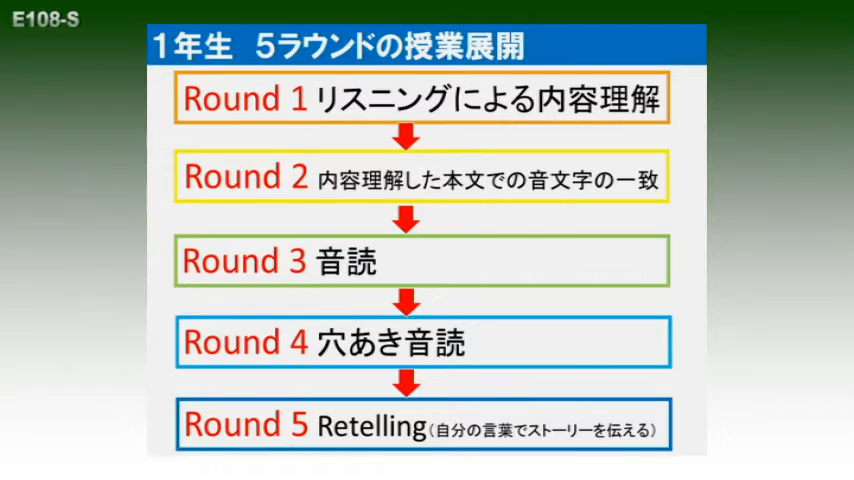 E108-S
1年生　5ラウンドの授業展開
Round 1 リスニングによる内容理解
Round 2 内容理解した本文での音文字の一致
Round 3 音読
Round 4 穴あき音読
Round 5 Retelling（自分の言葉でストーリーを伝える）